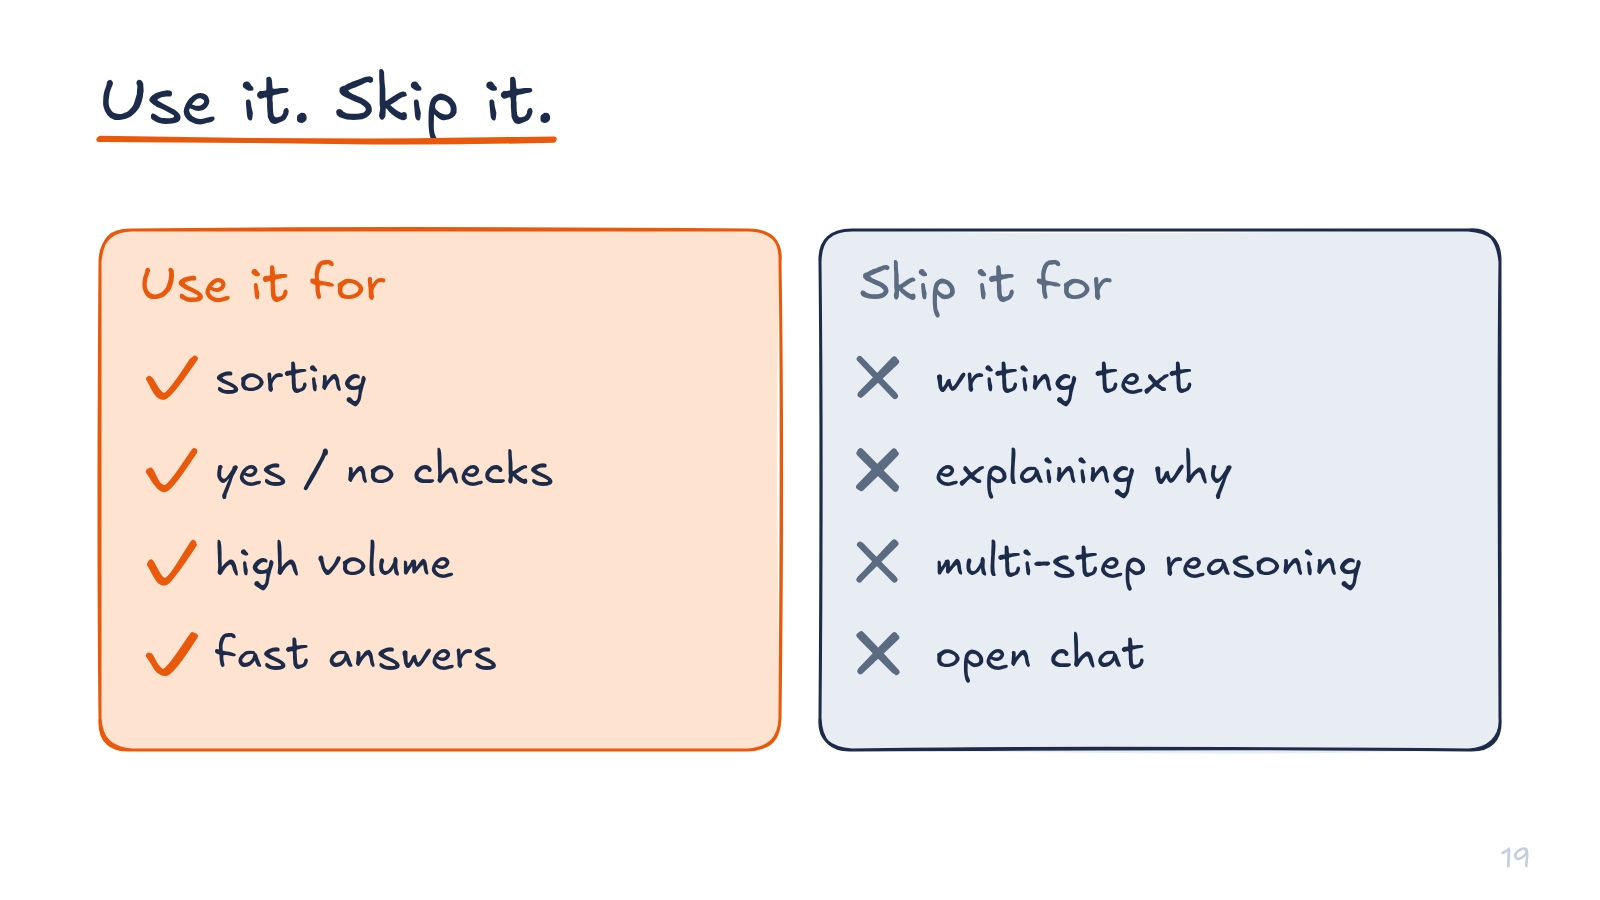 Use it. Skip it.
Use it for
sorting
yes / no checks
high volume
fast answers
Skip it for
writing text
explaining why
multi-step reasoning
open chat
19